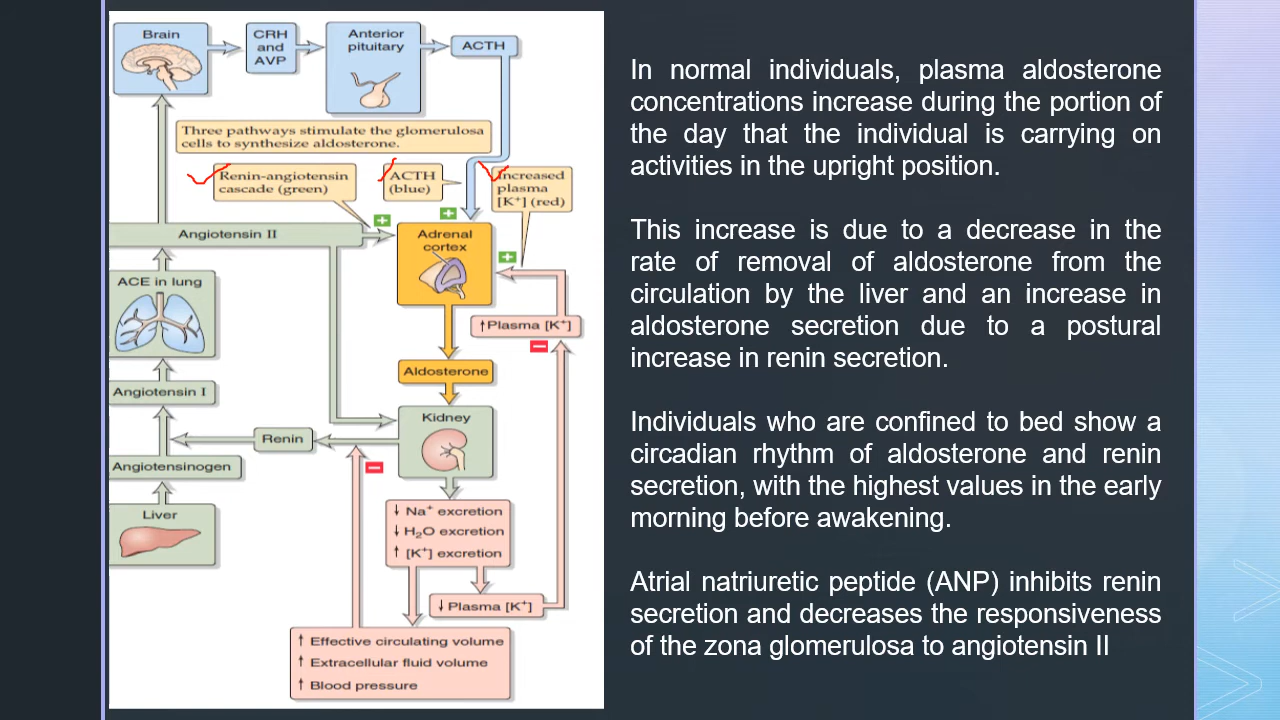 Brain
CRH
and
AVP
Anterior
pituitary
ACTH
Three pathways stimulate the glomerulosa
cells to synthesize aldosterone.
Renin-angiotensin
cascade (green)
ACTH
(blue)
Increased
plasma
[K⁺] (red)
Angiotensin II
Adrenal
cortex
ACE in lung
↑Plasma [K⁺]
Aldosterone
Angiotensin I
Kidney
Renin
Angiotensinogen
Liver
↓ Na⁺ excretion
↓ H₂O excretion
↑ [K⁺] excretion
↓ Plasma [K⁺]
↑ Effective circulating volume
↑ Extracellular fluid volume
↑ Blood pressure
In normal individuals, plasma aldosterone
concentrations increase during the portion of
the day that the individual is carrying on
activities in the upright position.
This increase is due to a decrease in the
rate of removal of aldosterone from the
circulation by the liver and an increase in
aldosterone secretion due to a postural
increase in renin secretion.
Individuals who are confined to bed show a
circadian rhythm of aldosterone and renin
secretion, with the highest values in the early
morning before awakening.
Atrial natriuretic peptide (ANP) inhibits renin
secretion and decreases the responsiveness
of the zona glomerulosa to angiotensin II